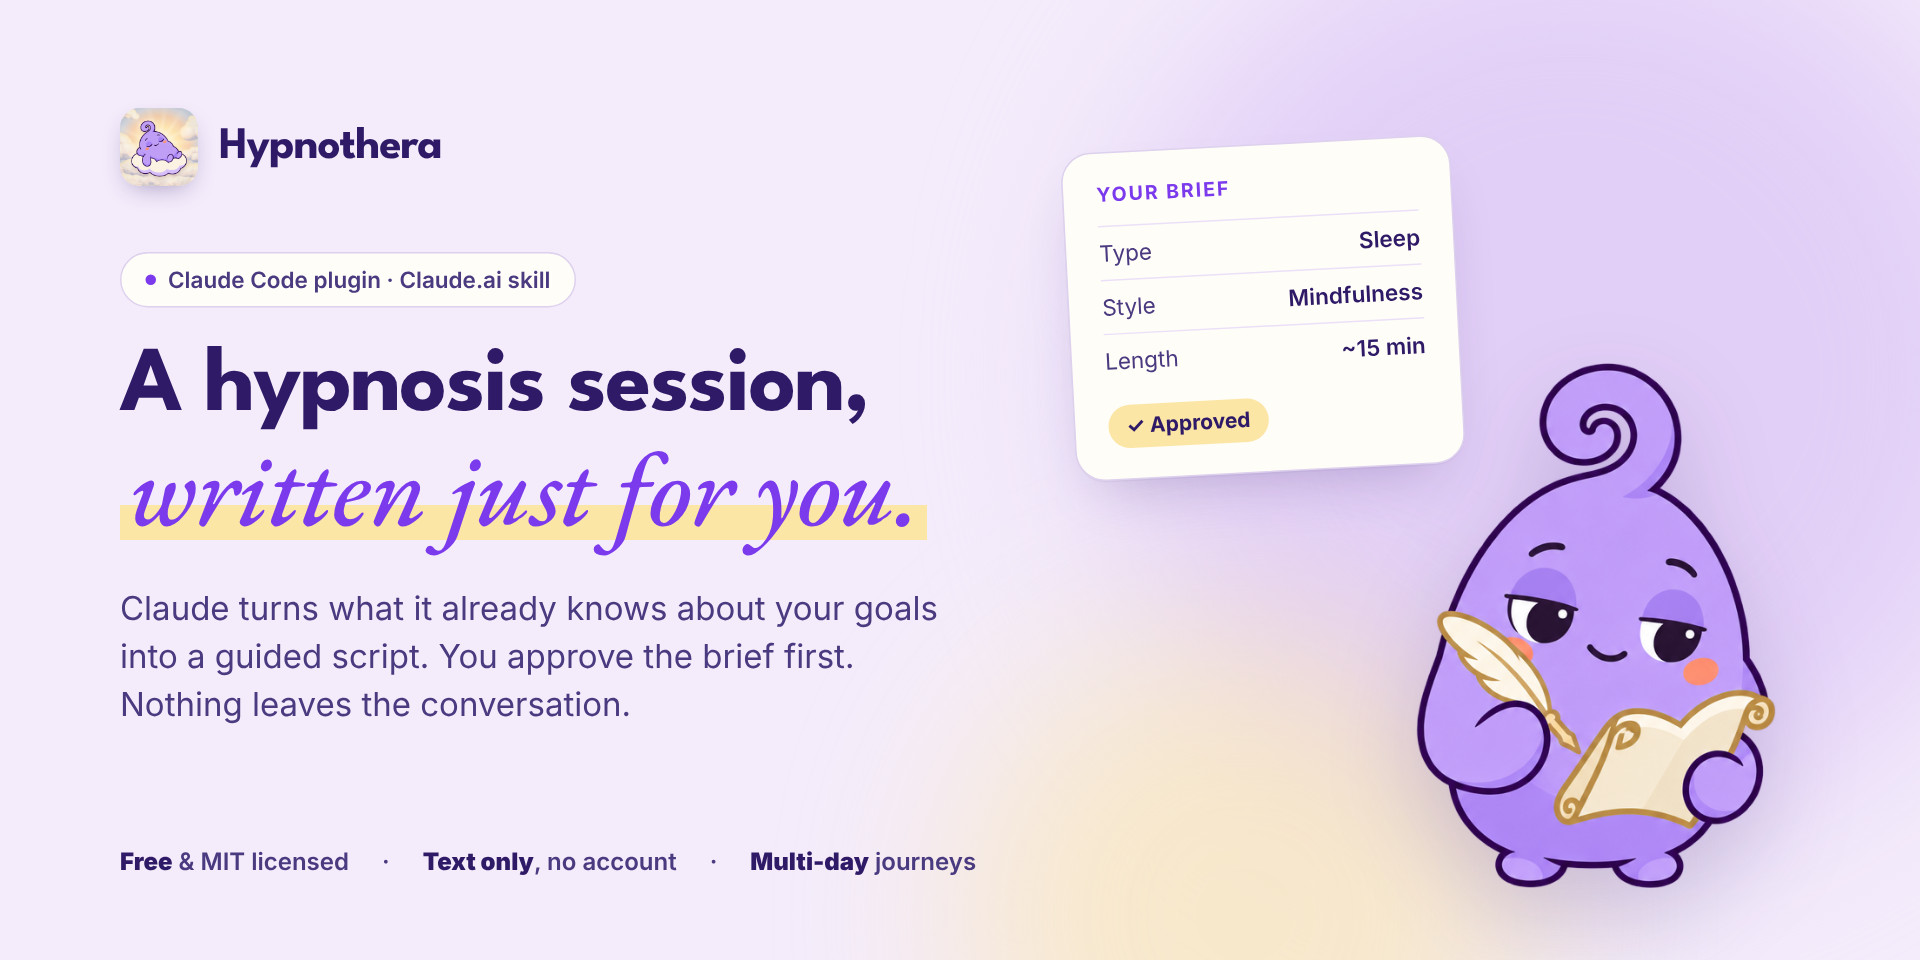 Hypnothera
Claude Code plugin · Claude.ai skill
A hypnosis session,
written just for you.
Claude turns what it already knows about your goals
into a guided script. You approve the brief first.
Nothing leaves the conversation.
Free & MIT licensed · Text only, no account · Multi-day journeys
YOUR BRIEF
Type Sleep
Style Mindfulness
Length ~15 min
✓ Approved